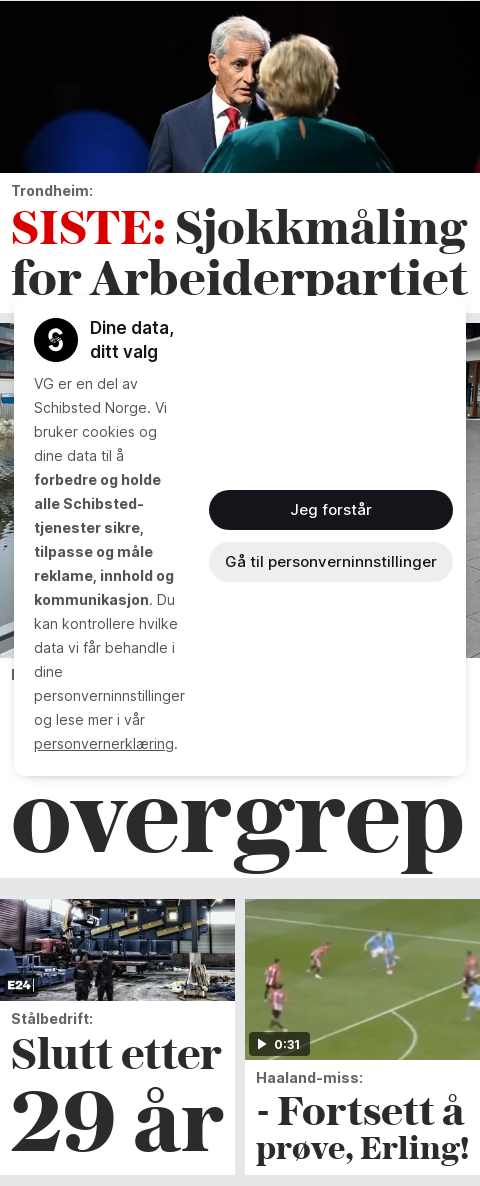 Trondheim:
SISTE: Sjokkmåling
for Arbeiderpartiet
Dine data,
ditt valg
VG er en del av
Schibsted Norge. Vi
bruker cookies og
dine data til å
forbedre og holde
alle Schibsted-
tjenester sikre,
tilpasse og måle
reklame, innhold og
kommunikasjon. Du
kan kontrollere hvilke
data vi får behandle i
dine
personverninnstillinger
og lese mer i vår
personvernerklæring.
Jeg forstår
Gå til personverninnstillinger
overgrep
E24
Stålbedrift:
Slutt etter
29 år
0:31
Haaland-miss:
- Fortsett å
prøve, Erling!